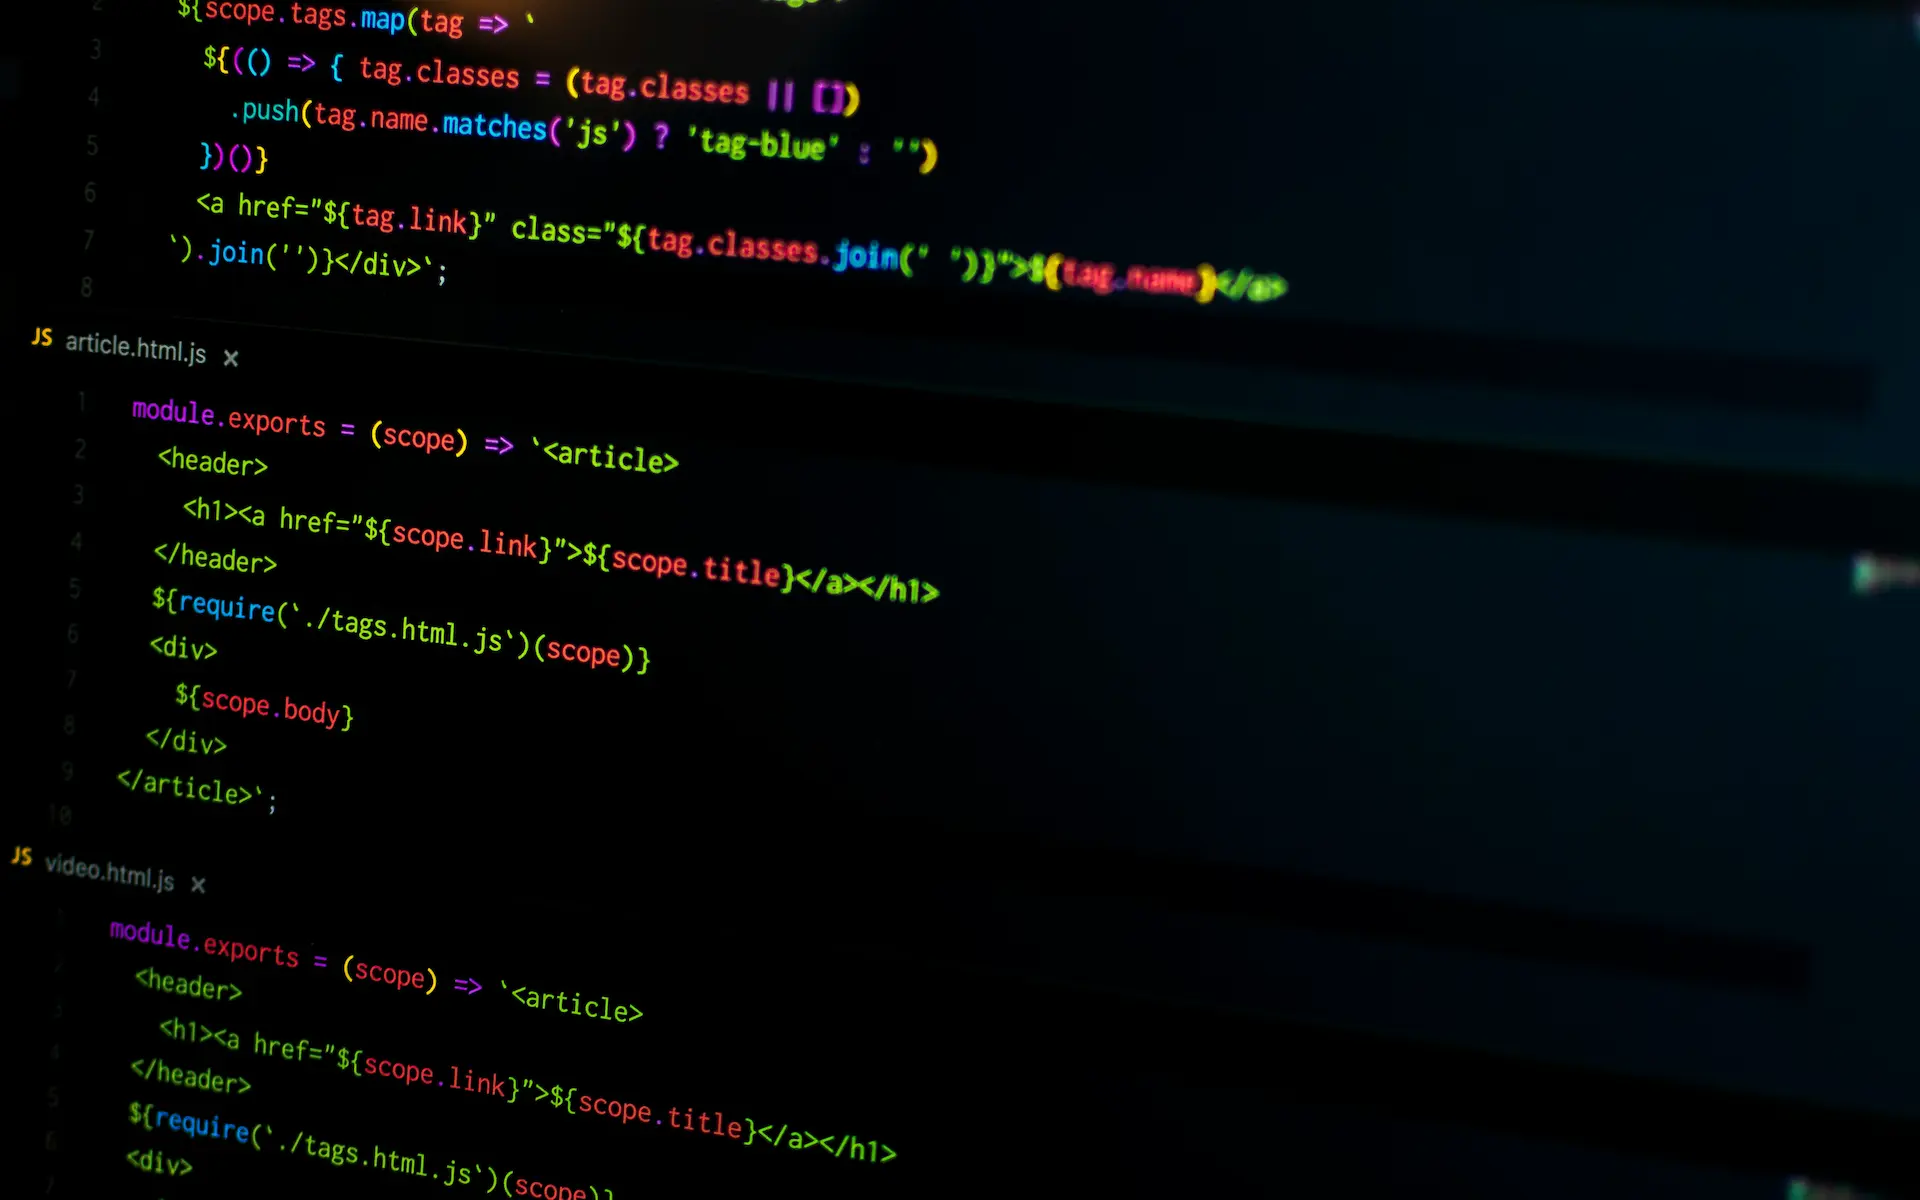 2 ${scope.tags.map(tag => `
3 ${(() => { tag.classes = (tag.classes || [])
4 .push(tag.name.matches('js') ? 'tag-blue' : "")
5 })()}
6 <a href="${tag.link}" class="${tag.classes.join(" ")}">${tag.name}</a>
7 `).join('')}</div>`;
8
JS article.html.js ×
1 module.exports = (scope) => `<article>
2 <header>
3 <h1><a href="${scope.link}">${scope.title}</a></h1>
4 </header>
5 ${require(`./tags.html.js`)(scope)}
6 <div>
7 ${scope.body}
8 </div>
9 </article>`;
10
JS video.html.js ×
module.exports = (scope) => `<article>
<header>
<h1><a href="${scope.link}">${scope.title}</a></h1>
</header>
${require(`./tags.html.js`)(scope)}
<div>